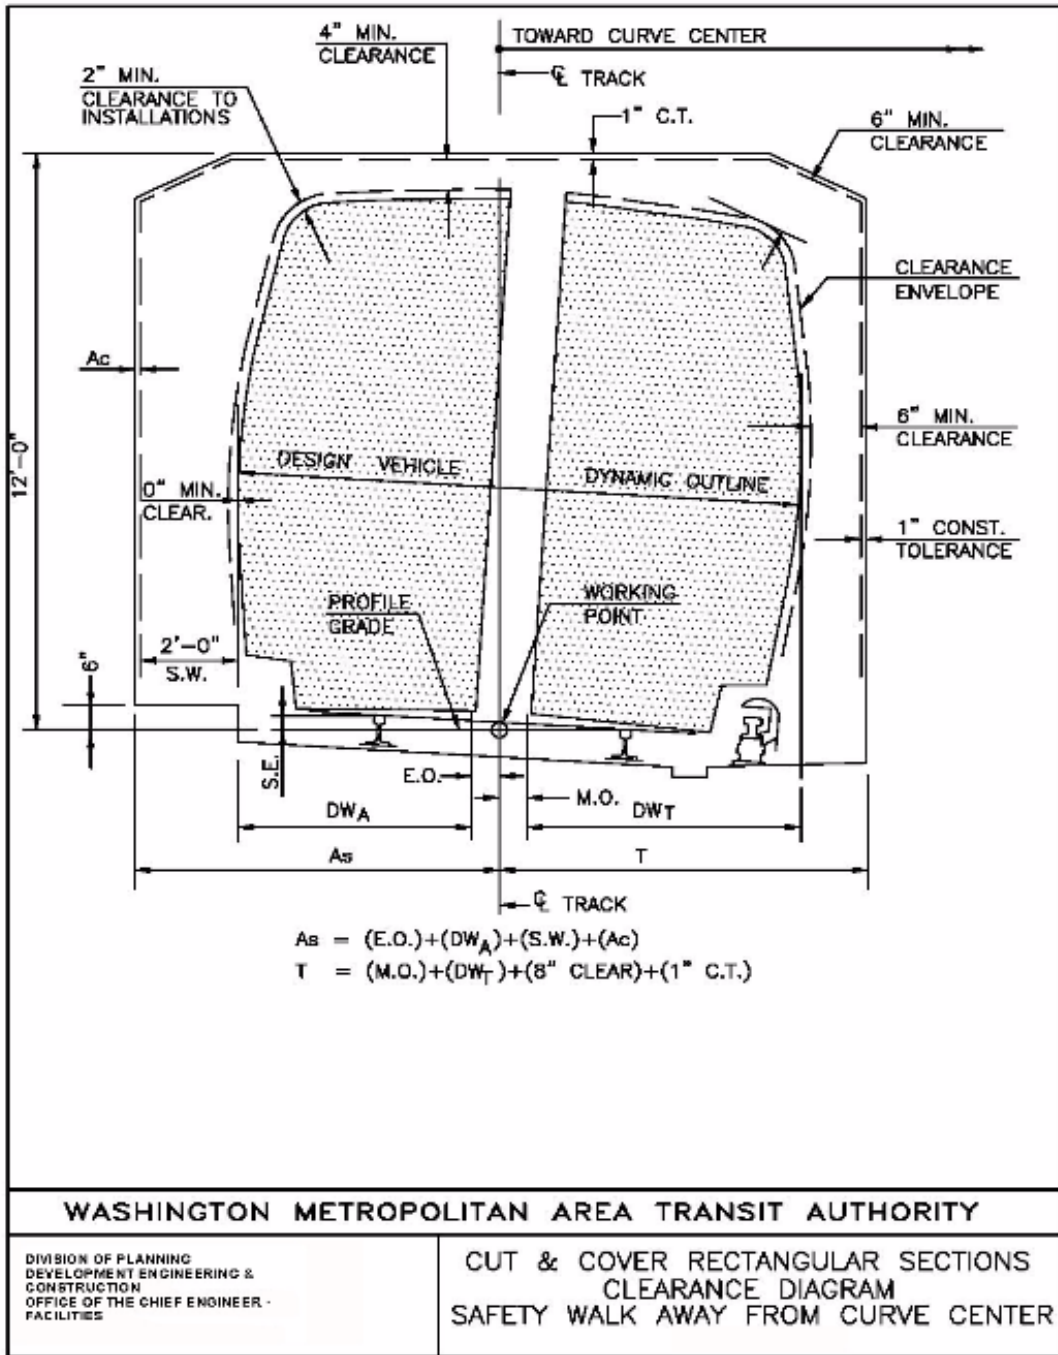 4" MIN.
CLEARANCE
TOWARD CURVE CENTER
℄ TRACK
2" MIN.
CLEARANCE TO
INSTALLATIONS
1" C.T.
6" MIN.
CLEARANCE
CLEARANCE
ENVELOPE
Ac
12'-0"
6" MIN.
CLEARANCE
DESIGN VEHICLE
DYNAMIC OUTLINE
0" MIN.
CLEAR.
1" CONST.
TOLERANCE
PROFILE
GRADE
WORKING
POINT
2'-0"
S.W.
6"
S.E.
E.O.
M.O.
DWA
DWT
As
T
℄ TRACK
As = (E.O.)+(DWA)+(S.W.)+(Ac)
T = (M.O.)+(DWT)+(8" CLEAR)+(1" C.T.)
WASHINGTON METROPOLITAN AREA TRANSIT AUTHORITY
DIVISION OF PLANNING
DEVELOPMENT ENGINEERING &
CONSTRUCTION
OFFICE OF THE CHIEF ENGINEER -
FACILITIES
CUT & COVER RECTANGULAR SECTIONS
CLEARANCE DIAGRAM
SAFETY WALK AWAY FROM CURVE CENTER